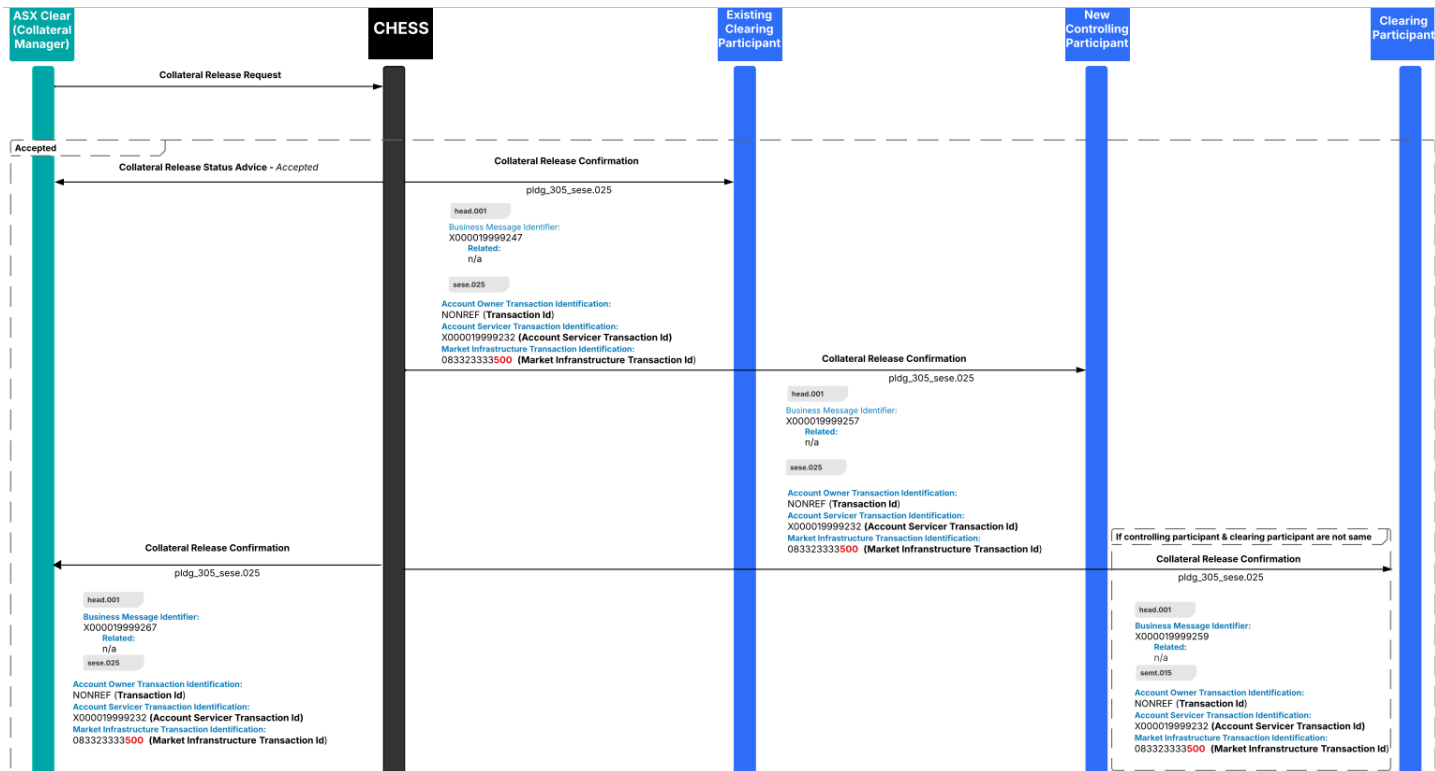 ASX Clear
(Collateral
Manager)
CHESS
Existing
Clearing
Participant
New
Controlling
Participant
Clearing
Participant
Collateral Release Request
Accepted
Collateral Release Status Advice - Accepted
Collateral Release Confirmation
pldg_305_sese.025
head.001
Business Message Identifier:
X000019999247
Related:
n/a
sese.025
Account Owner Transaction Identification:
NONREF (Transaction Id)
Account Servicer Transaction Identification:
X000019999232 (Account Servicer Transaction Id)
Market Infrastructure Transaction Identification:
083323333500 (Market Infranstructure Transaction Id)
Collateral Release Confirmation
pldg_305_sese.025
head.001
Business Message Identifier:
X000019999257
Related:
n/a
sese.025
Account Owner Transaction Identification:
NONREF (Transaction Id)
Account Servicer Transaction Identification:
X000019999232 (Account Servicer Transaction Id)
Market Infrastructure Transaction Identification:
083323333500 (Market Infranstructure Transaction Id)
If controlling participant & clearing participant are not same
Collateral Release Confirmation
pldg_305_sese.025
head.001
Business Message Identifier:
X000019999259
Related:
n/a
semt.015
Account Owner Transaction Identification:
NONREF (Transaction Id)
Account Servicer Transaction Identification:
X000019999232 (Account Servicer Transaction Id)
Market Infrastructure Transaction Identification:
083323333500 (Market Infranstructure Transaction Id)
Collateral Release Confirmation
pldg_305_sese.025
head.001
Business Message Identifier:
X000019999267
Related:
n/a
sese.025
Account Owner Transaction Identification:
NONREF (Transaction Id)
Account Servicer Transaction Identification:
X000019999232 (Account Servicer Transaction Id)
Market Infrastructure Transaction Identification:
083323333500 (Market Infranstructure Transaction Id)